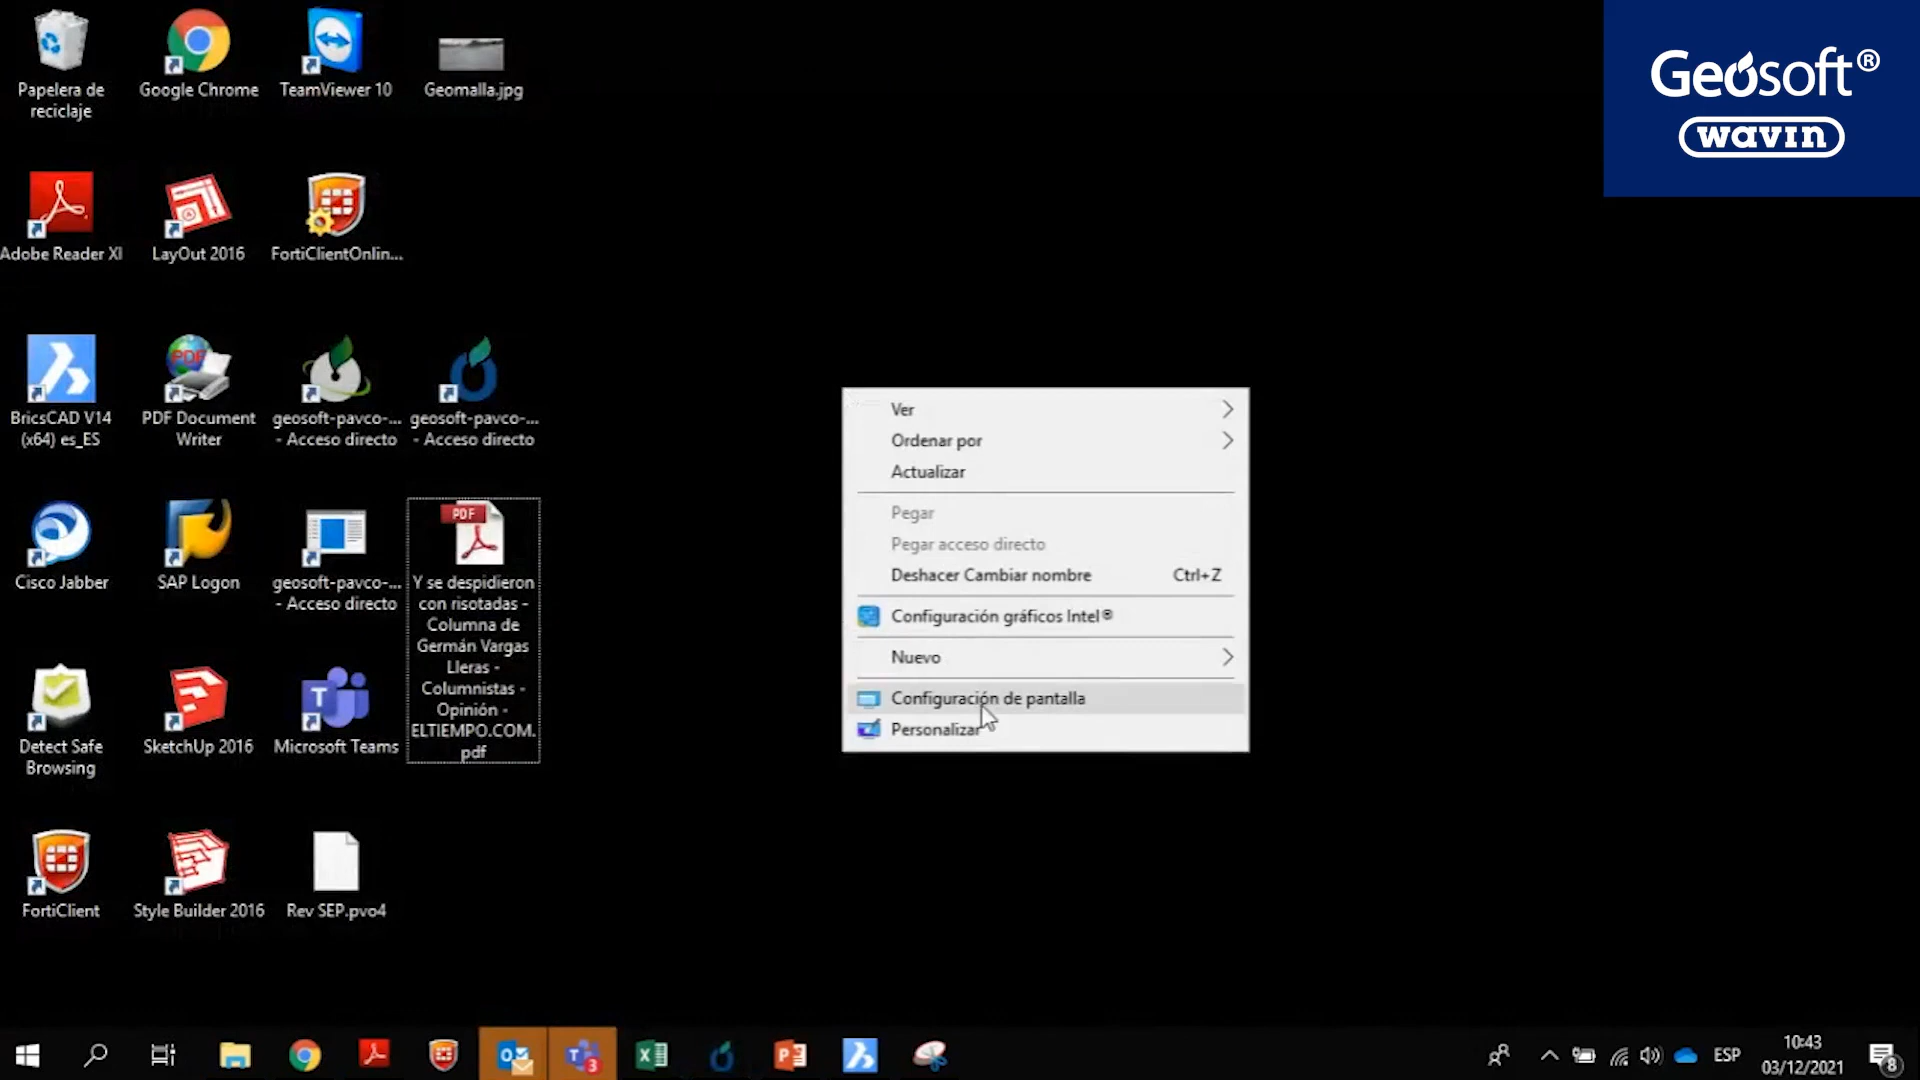 Papelera de
reciclaje
Google Chrome
TeamViewer 10
Geomalla.jpg
Geosoft®
wavin
Adobe Reader XI
LayOut 2016
FortiClientOnlin...
BricsCAD V14
(x64) es_ES
PDF
PDF Document
Writer
geosoft-pavco-...
- Acceso directo
geosoft-pavco-...
- Acceso directo
Cisco Jabber
SAP Logon
geosoft-pavco-...
- Acceso directo
PDF
Y se despidieron
con risotadas -
Columna de
Germán Vargas
Lleras -
Columnistas -
Opinión -
ELTIEMPO.COM.
pdf
Detect Safe
Browsing
SketchUp 2016
T
Microsoft Teams
FortiClient
Style Builder 2016
Rev SEP.pvo4
Ver
Ordenar por
Actualizar
Pegar
Pegar acceso directo
Deshacer Cambiar nombre Ctrl+Z
Configuración gráficos Intel®
Nuevo
Configuración de pantalla
Personalizar
3
ESP
10:43
03/12/2021
8